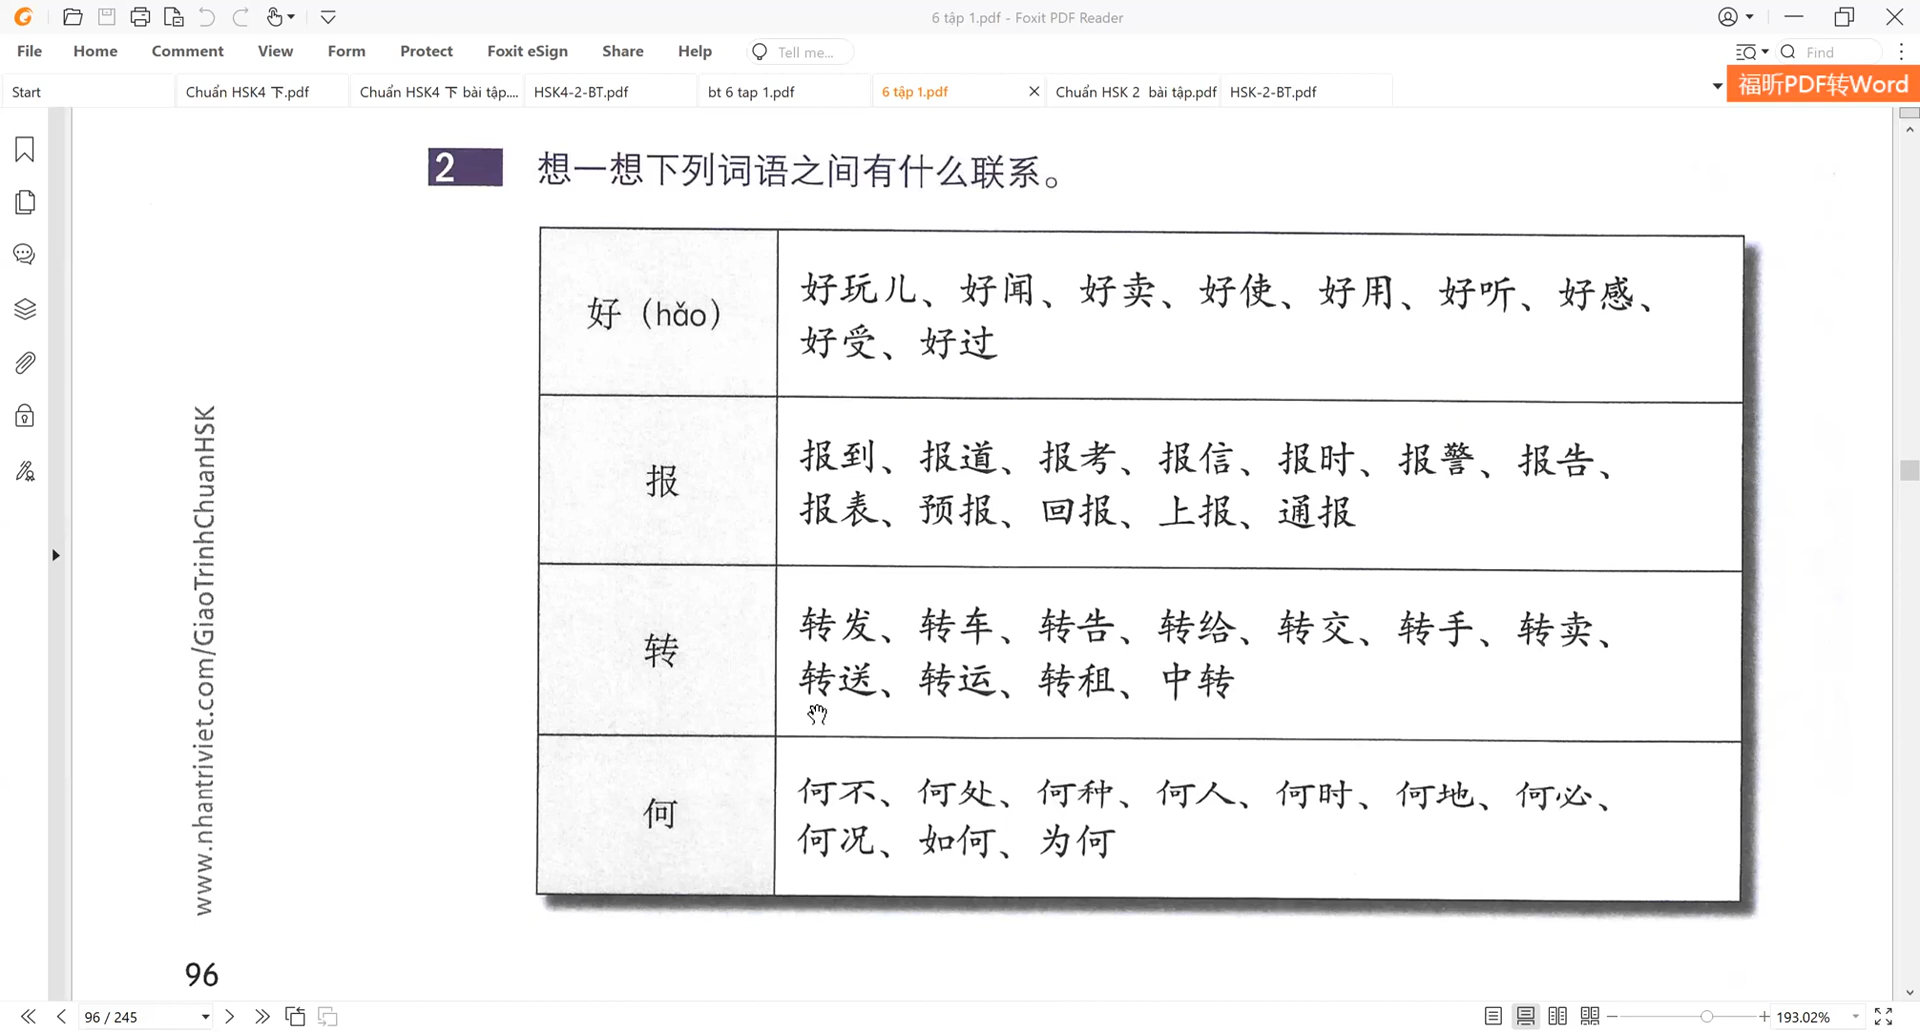 6 tập 1.pdf - Foxit PDF Reader
File Home Comment View Form Protect Foxit eSign Share Help Tell me... Find
Start Chuẩn HSK4 下.pdf Chuẩn HSK4 下 bài tập.... HSK4-2-BT.pdf bt 6 tap 1.pdf 6 tập 1.pdf Chuẩn HSK 2 bài tập.pdf HSK-2-BT.pdf 福昕PDF转Word
2 想一想下列词语之间有什么联系。
好（hǎo）
好玩儿、好闻、好卖、好使、好用、好听、好感、
好受、好过
报
报到、报道、报考、报信、报时、报警、报告、
报表、预报、回报、上报、通报
转
转发、转车、转告、转给、转交、转手、转卖、
转送、转运、转租、中转
何
何不、何处、何种、何人、何时、何地、何必、
何况、如何、为何
www.nhantriviet.com/GiaoTrinhChuanHSK
96
96 / 245 193.02%